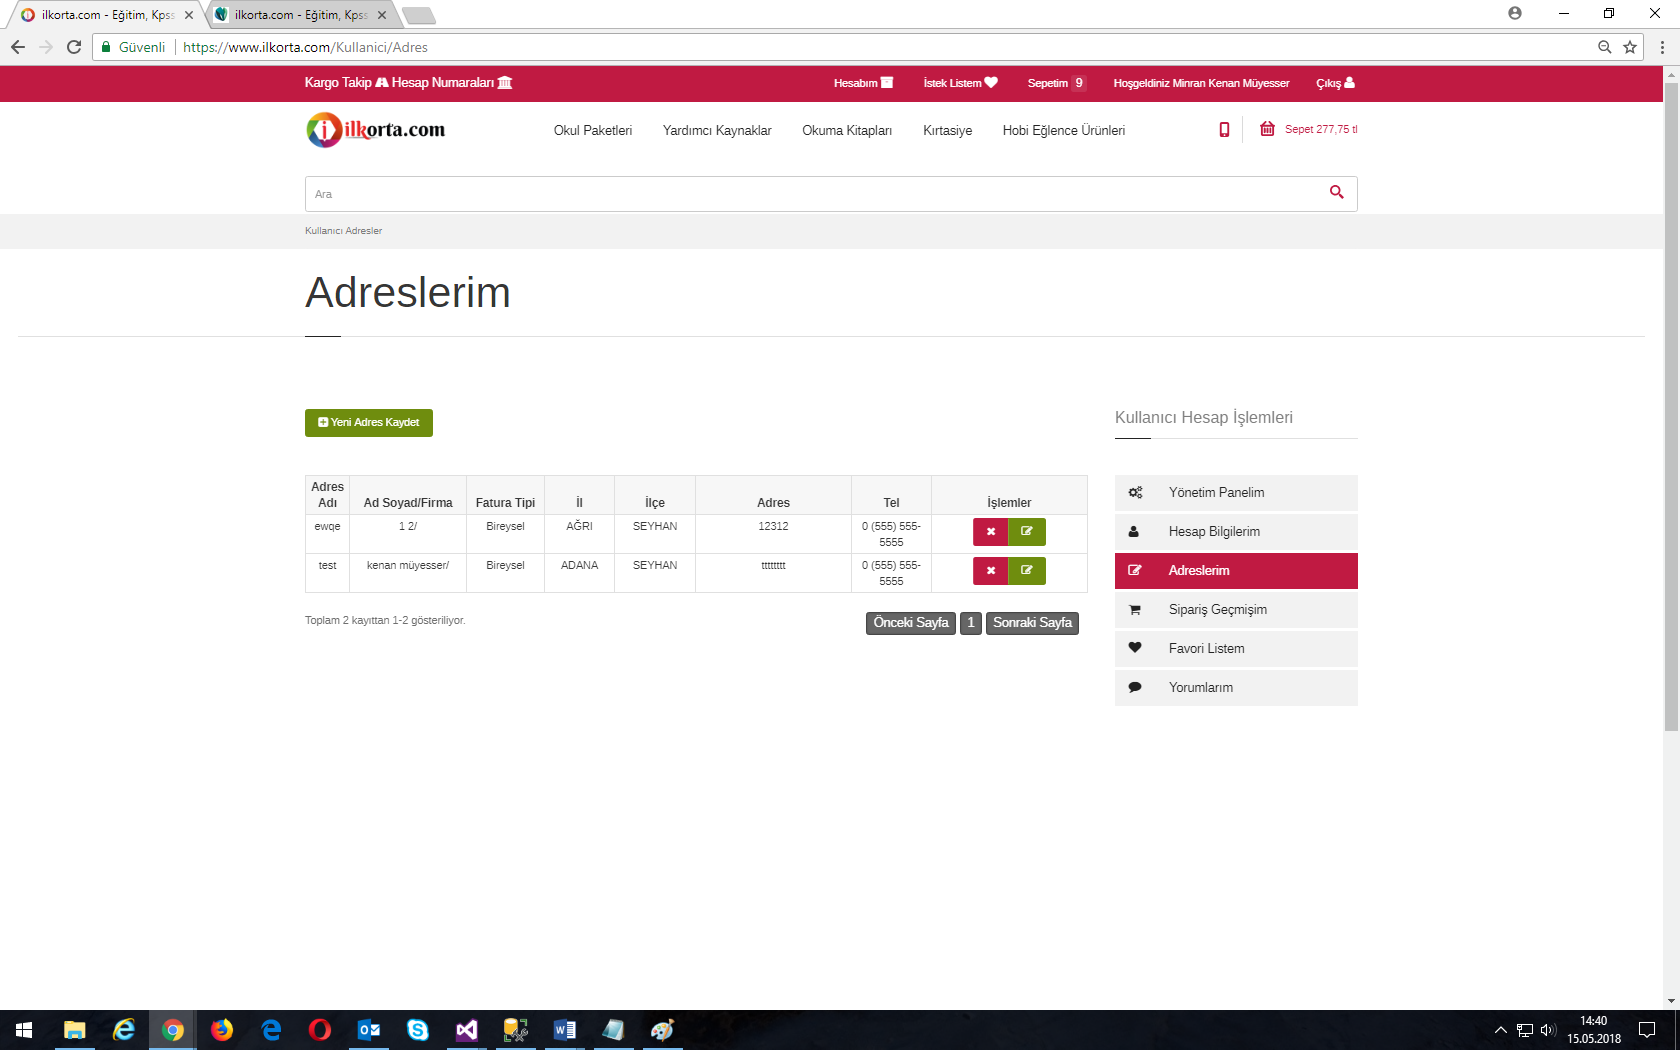 ilkorta.com - Eğitim, Kpss
ilkorta.com - Eğitim, Kpss
Güvenli
https://www.ilkorta.com/Kullanici/Adres
Kargo Takip Hesap Numaraları
Hesabım
İstek Listem
Sepetim 9
Hoşgeldiniz Minran Kenan Müyesser
Çıkış
ilkorta.com
Okul Paketleri
Yardımcı Kaynaklar
Okuma Kitapları
Kırtasiye
Hobi Eğlence Ürünleri
Sepet 277,75 tl
Ara
Kullanıcı Adresler
Adreslerim
Yeni Adres Kaydet
Adres Adı
Ad Soyad/Firma
Fatura Tipi
İl
İlçe
Adres
Tel
İşlemler
ewqe
1 2/
Bireysel
AĞRI
SEYHAN
12312
0 (555) 555-
5555
test
kenan müyesser/
Bireysel
ADANA
SEYHAN
tttttttt
0 (555) 555-
5555
Toplam 2 kayıttan 1-2 gösteriliyor.
Önceki Sayfa
1
Sonraki Sayfa
Kullanıcı Hesap İşlemleri
Yönetim Panelim
Hesap Bilgilerim
Adreslerim
Sipariş Geçmişim
Favori Listem
Yorumlarım
14:40
15.05.2018